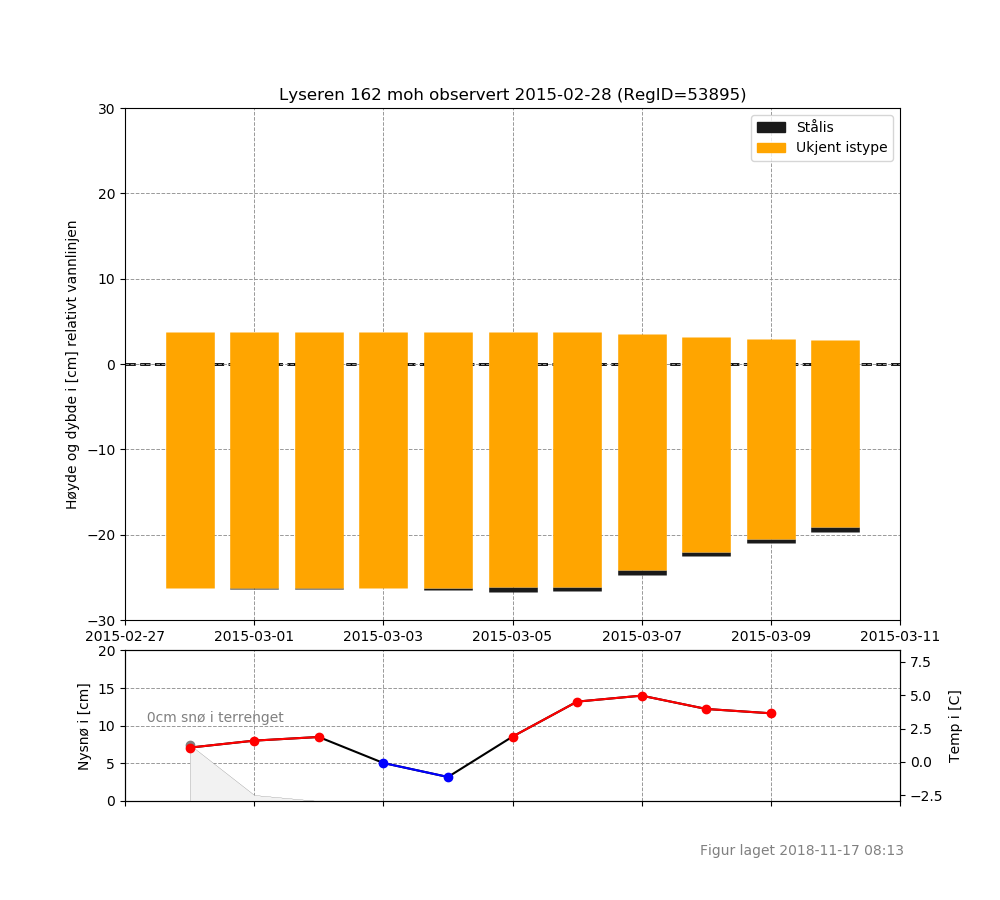 Lyseren 162 moh observert 2015-02-28 (RegID=53895)
Stålis
Ukjent istype
Høyde og dybde i [cm] relativt vannlinjen
30
20
10
0
−10
−20
−30
2015-02-27 2015-03-01 2015-03-03 2015-03-05 2015-03-07 2015-03-09 2015-03-11
Nysnø i [cm]
20
15
10
5
0
0cm snø i terrenget
7.5
5.0
2.5
0.0
−2.5
Temp i [C]
Figur laget 2018-11-17 08:13